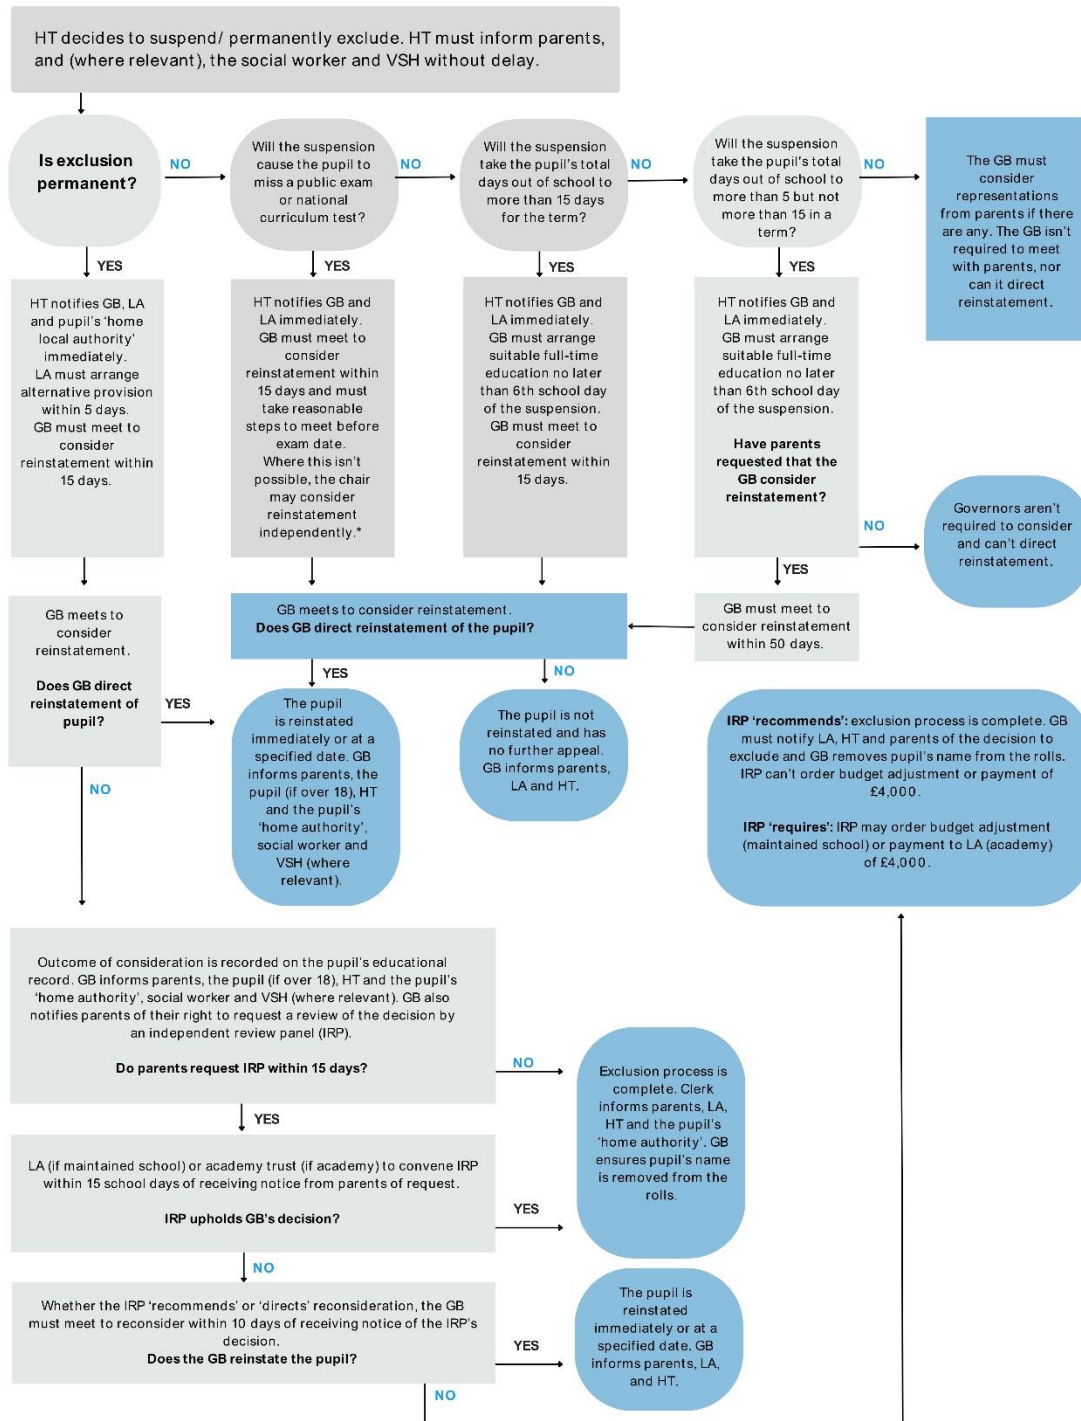 HT decides to suspend/ permanently exclude. HT must inform parents,
and (where relevant), the social worker and VSH without delay.
Is exclusion
permanent?
NO
Will the suspension
cause the pupil to
miss a public exam
or national
curriculum test?
NO
Will the suspension
take the pupil's total
days out of school to
more than 15 days
for the term?
NO
Will the suspension
take the pupil's total
days out of school to
more than 5 but not
more than 15 in a
term?
NO
The GB must
consider
representations
from parents if there
are any. The GB isn't
required to meet
with parents, nor
can it direct
reinstatement.
YES
YES
YES
YES
HT notifies GB, LA
and pupil's 'home
local authority'
immediately.
LA must arrange
alternative provision
within 5 days.
GB must meet to
consider
reinstatement within
15 days.
HT notifies GB and
LA immediately.
GB must meet to
consider
reinstatement within
15 days and must
take reasonable
steps to meet before
exam date.
Where this isn't
possible, the chair
may consider
reinstatement
independently.*
HT notifies GB and
LA immediately.
GB must arrange
suitable full-time
education no later
than 6th school day
of the suspension.
GB must meet to
consider
reinstatement within
15 days.
HT notifies GB and
LA immediately.
GB must arrange
suitable full-time
education no later
than 6th school day
of the suspension.
Have parents
requested that the
GB consider
reinstatement?
NO
Governors aren't
required to consider
and can't direct
reinstatement.
YES
GB meets to
consider
reinstatement.
Does GB direct
reinstatement of
pupil?
GB meets to consider reinstatement.
Does GB direct reinstatement of the pupil?
GB must meet to
consider reinstatement
within 50 days.
YES
YES
NO
The pupil
is reinstated
immediately or at a
specified date. GB
informs parents, the
pupil (if over 18), HT
and the pupil's
'home authority',
social worker and
VSH (where
relevant).
The pupil is not
reinstated and has
no further appeal.
GB informs parents,
LA and HT.
IRP 'recommends': exclusion process is complete. GB
must notify LA, HT and parents of the decision to
exclude and GB removes pupil's name from the rolls.
IRP can't order budget adjustment or payment of
£4,000.
IRP 'requires': IRP may order budget adjustment
(maintained school) or payment to LA (academy)
of £4,000.
NO
Outcome of consideration is recorded on the pupil's educational
record. GB informs parents, the pupil (if over 18), HT and the pupil's
'home authority', social worker and VSH (where relevant). GB also
notifies parents of their right to request a review of the decision by
an independent review panel (IRP).
Do parents request IRP within 15 days?
NO
Exclusion process is
complete. Clerk
informs parents, LA,
HT and the pupil's
'home authority'. GB
ensures pupil's name
is removed from the
rolls.
YES
LA (if maintained school) or academy trust (if academy) to convene IRP
within 15 school days of receiving notice from parents of request.
IRP upholds GB's decision?
YES
NO
Whether the IRP 'recommends' or 'directs' reconsideration, the GB
must meet to reconsider within 10 days of receiving notice of the IRP's
decision.
Does the GB reinstate the pupil?
YES
The pupil is
reinstated
immediately or at a
specified date. GB
informs parents, LA,
and HT.
NO